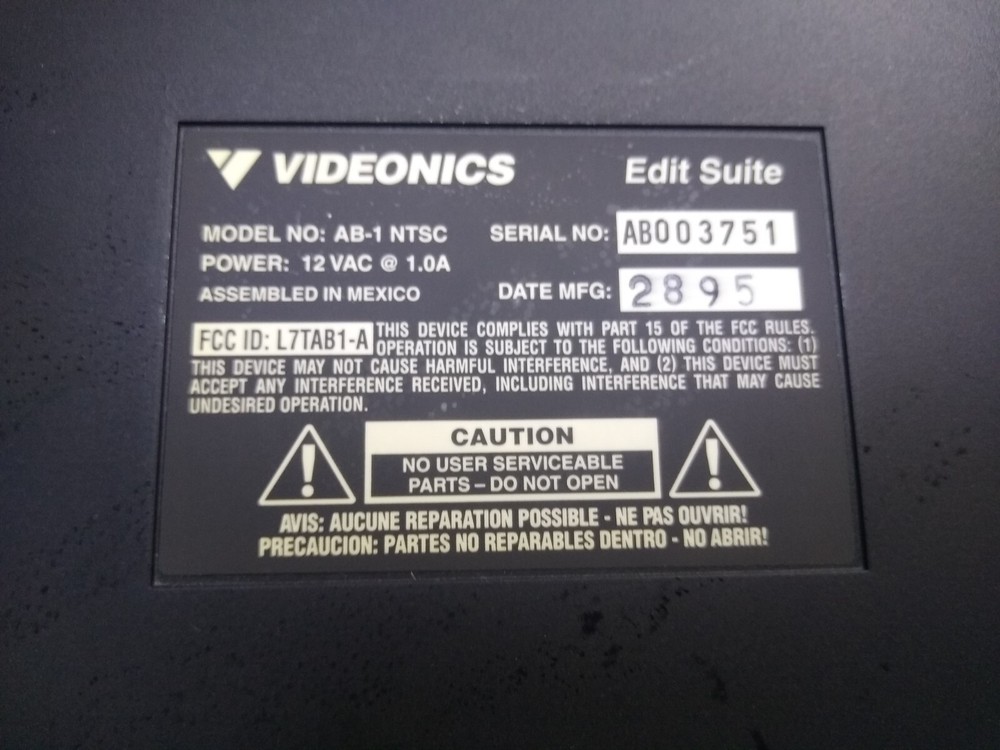 VIDEONICS Edit Suite
MODEL NO: AB-1 NTSC SERIAL NO: AB003751
POWER: 12 VAC @ 1.0A
ASSEMBLED IN MEXICO DATE MFG: 2895
FCC ID: L7TAB1-A THIS DEVICE COMPLIES WITH PART 15 OF THE FCC RULES.
OPERATION IS SUBJECT TO THE FOLLOWING CONDITIONS: (1)
THIS DEVICE MAY NOT CAUSE HARMFUL INTERFERENCE, AND (2) THIS DEVICE MUST
ACCEPT ANY INTERFERENCE RECEIVED, INCLUDING INTERFERENCE THAT MAY CAUSE
UNDESIRED OPERATION.
CAUTION
NO USER SERVICEABLE
PARTS – DO NOT OPEN
AVIS: AUCUNE REPARATION POSSIBLE - NE PAS OUVRIR!
PRECAUCION: PARTES NO REPARABLES DENTRO - NO ABRIR!